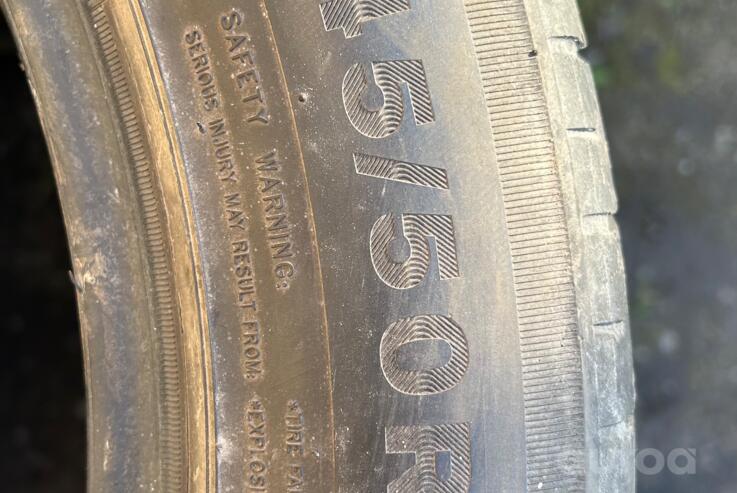 45/50R
SAFETY WARNING:
SERIOUS INJURY MAY RESULT FROM:
*TIRE FA
*EXPLOSI